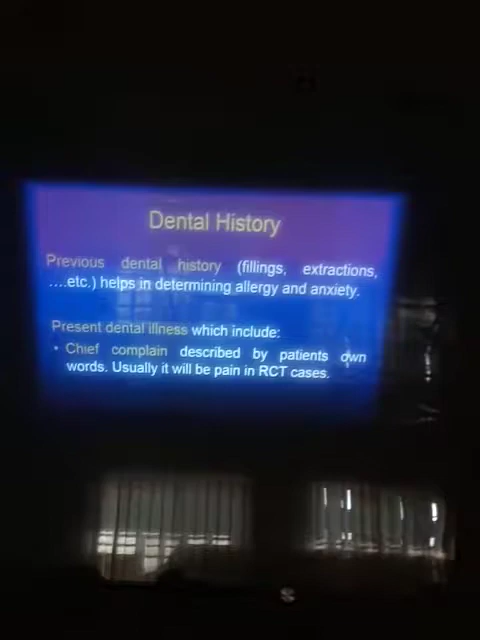 Dental History
Previous dental history (fillings, extractions,
....etc.) helps in determining allergy and anxiety.
Present dental illness which include:
• Chief complain described by patients own
words. Usually it will be pain in RCT cases.